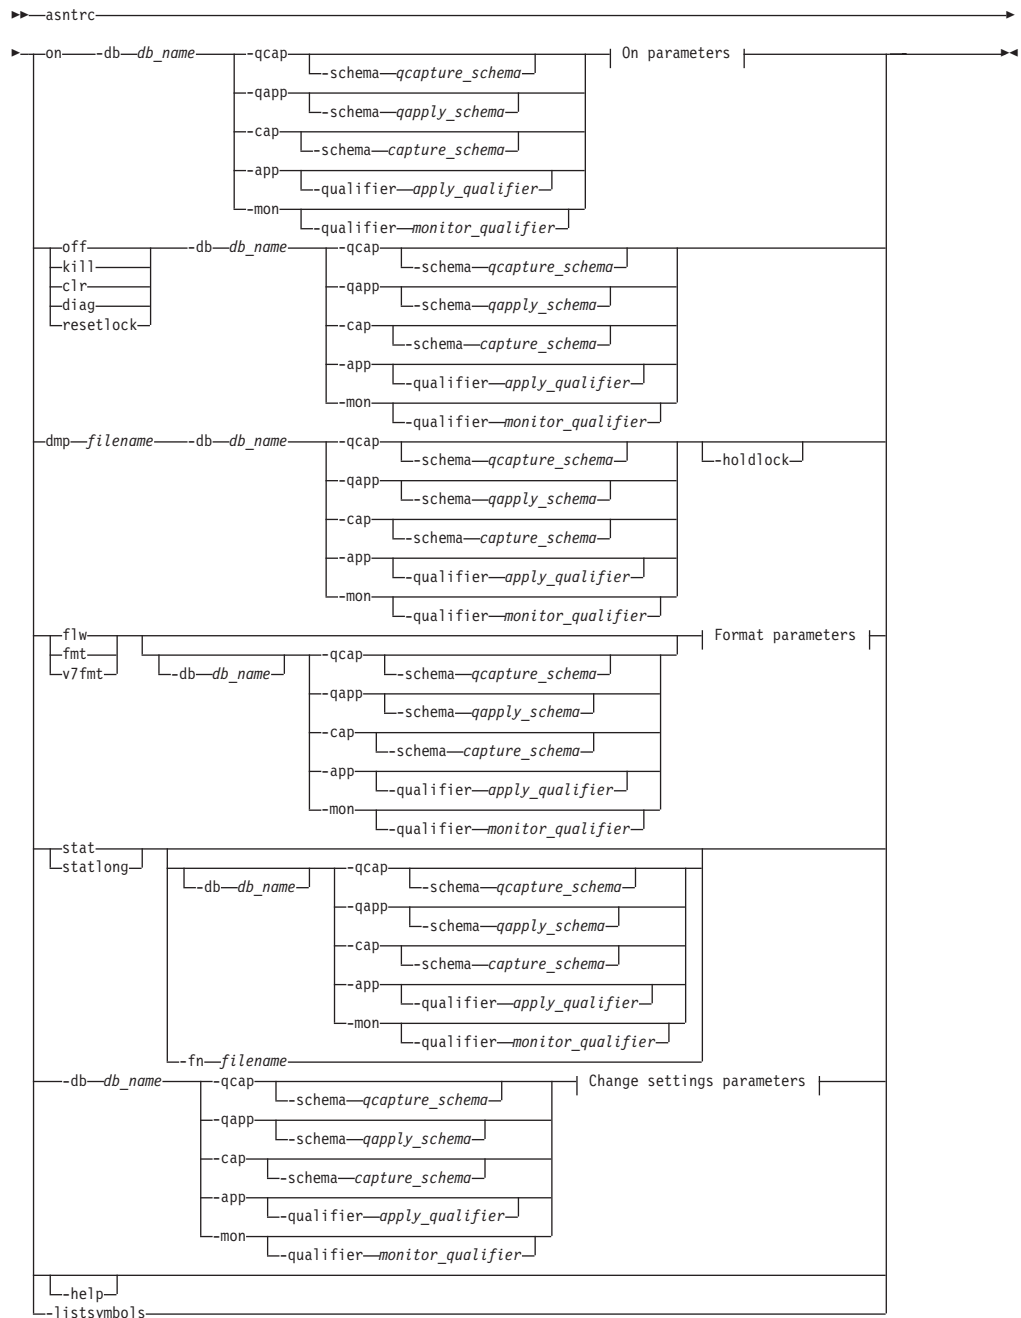 asntrc
on -db db_name -qcap On parameters
-schema qcapture_schema
-qapp
-schema qapply_schema
-cap
-schema capture_schema
-app
-qualifier apply_qualifier
-mon
-qualifier monitor_qualifier
off -db db_name -qcap
kill -schema qcapture_schema
clr -qapp
diag -schema qapply_schema
resetlock -cap
-schema capture_schema
-app
-qualifier apply_qualifier
-mon
-qualifier monitor_qualifier
dmp filename -db db_name -qcap
-schema qcapture_schema -holdlock
-qapp
-schema qapply_schema
-cap
-schema capture_schema
-app
-qualifier apply_qualifier
-mon
-qualifier monitor_qualifier
flw Format parameters
fmt -qcap
v7fmt -db db_name -schema qcapture_schema
-qapp
-schema qapply_schema
-cap
-schema capture_schema
-app
-qualifier apply_qualifier
-mon
-qualifier monitor_qualifier
stat
statlong -qcap
-db db_name -schema qcapture_schema
-qapp
-schema qapply_schema
-cap
-schema capture_schema
-app
-qualifier apply_qualifier
-mon
-qualifier monitor_qualifier
-fn filename
-db db_name -qcap Change settings parameters
-schema qcapture_schema
-qapp
-schema qapply_schema
-cap
-schema capture_schema
-app
-qualifier apply_qualifier
-mon
-qualifier monitor_qualifier
-help
-listsymbols